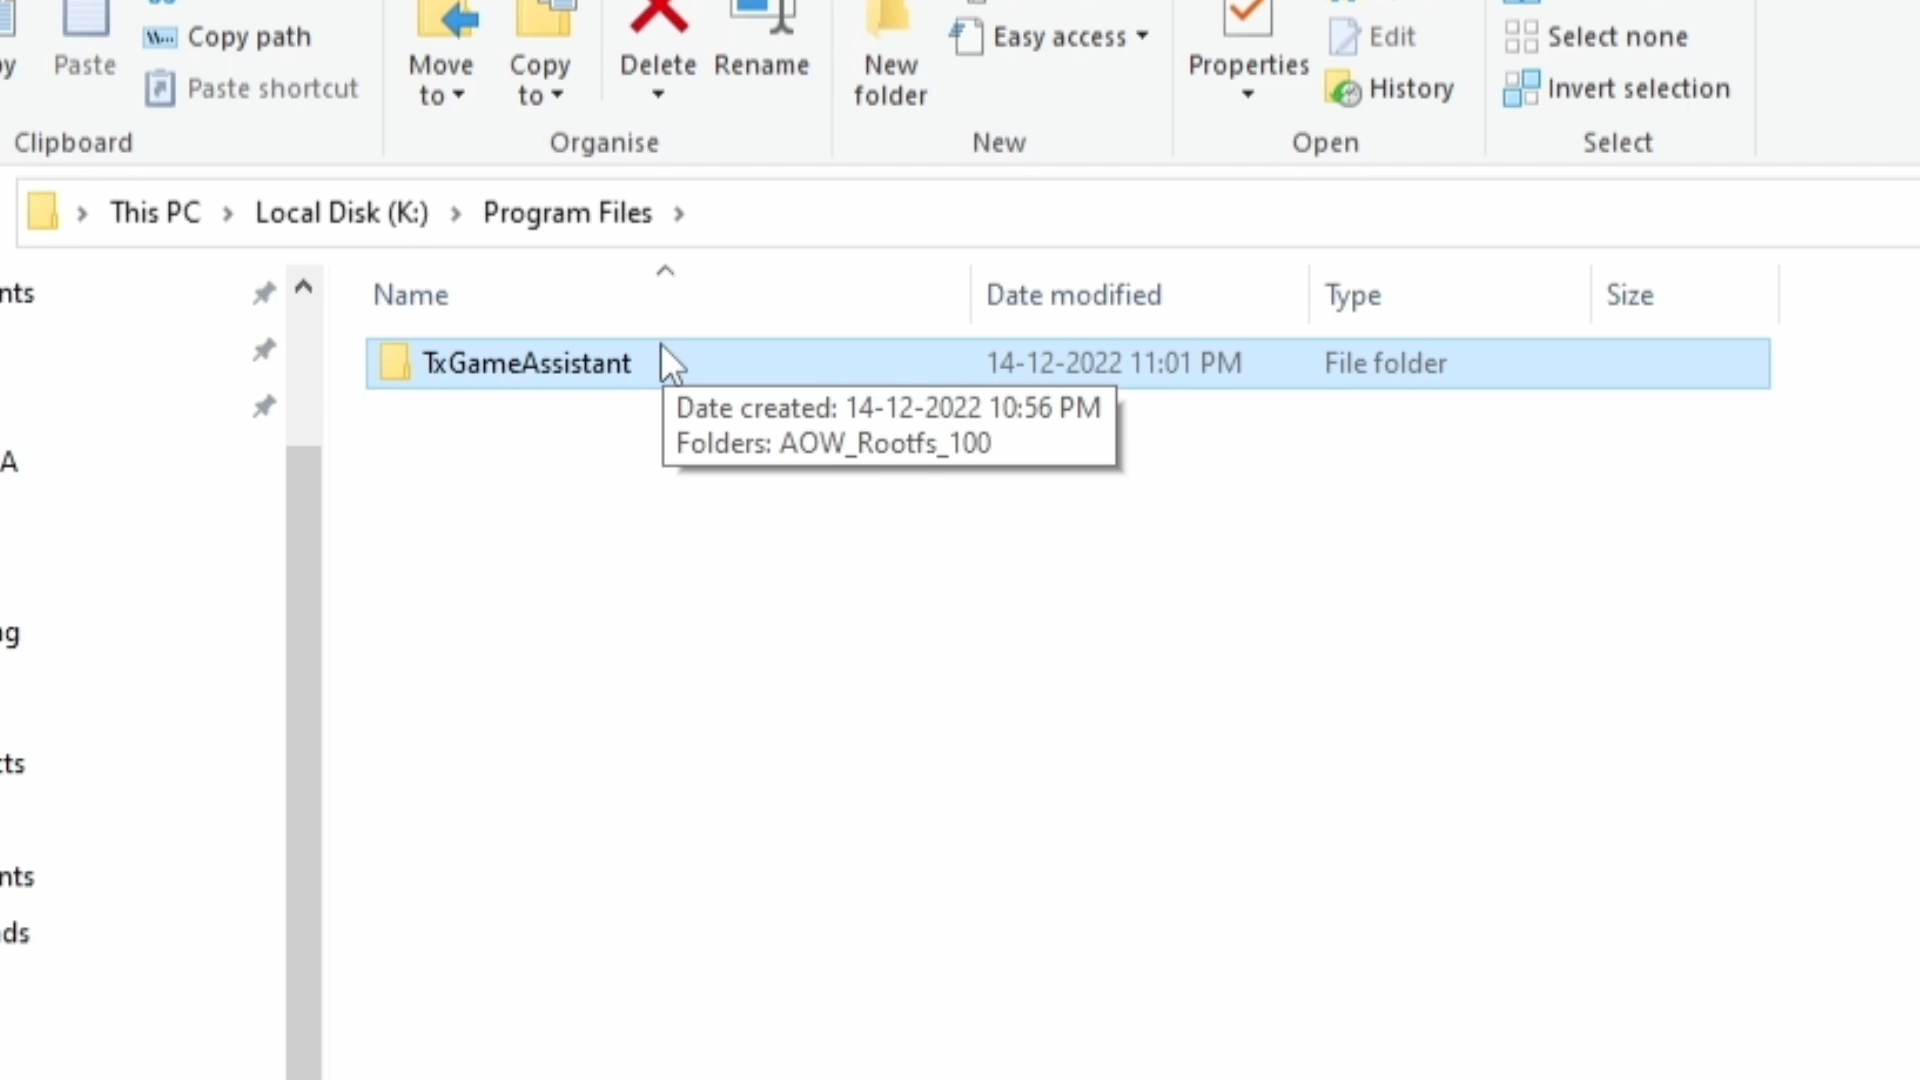 Copy path
Paste
Paste shortcut
Clipboard
Move to
Copy to
Delete
Rename
Organise
New folder
Easy access
New
Properties
Edit
History
Open
Select none
Invert selection
Select
This PC > Local Disk (K:) > Program Files >
Name Date modified Type Size
TxGameAssistant 14-12-2022 11:01 PM File folder
Date created: 14-12-2022 10:56 PM
Folders: AOW_Rootfs_100
nts
A
ng
cts
nts
ds